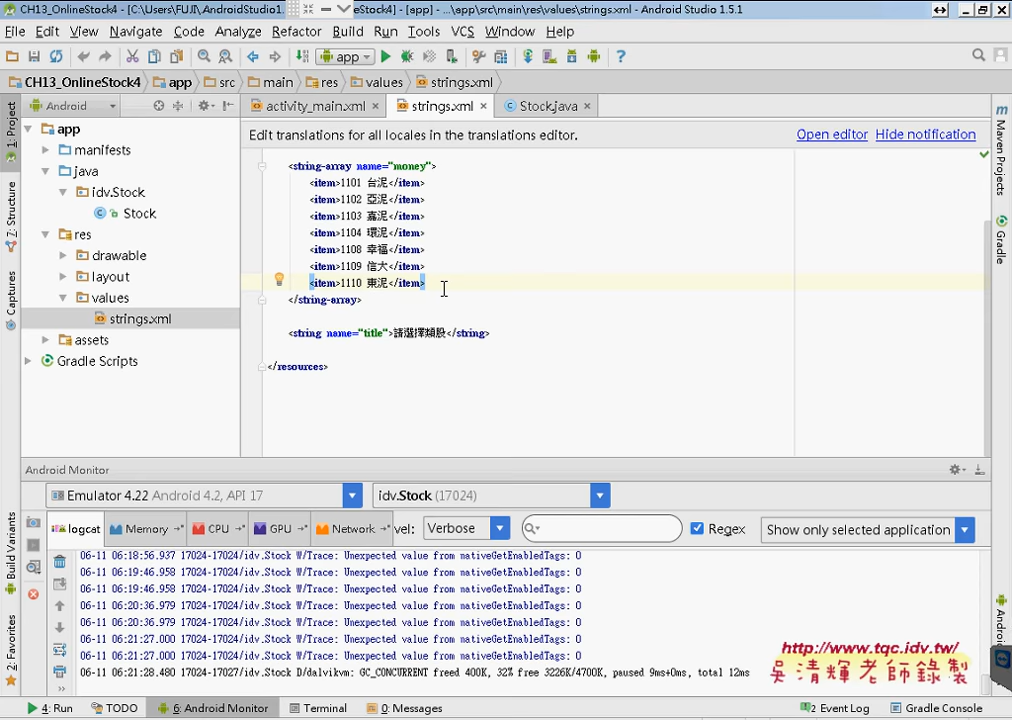 CH13_OnlineStock4 - [C:\Users\FUJI\.AndroidStudio1. eStock4] - [app] - ...\app\src\main\res\values\strings.xml - Android Studio 1.5.1
File Edit View Navigate Code Analyze Refactor Build Run Tools VCS Window Help
app
CH13_OnlineStock4 app src main res values strings.xml
Android
activity_main.xml strings.xml Stock.java
Edit translations for all locales in the translations editor. Open editor Hide notification
app
manifests
java
idv.Stock
Stock
res
drawable
layout
values
strings.xml
assets
Gradle Scripts
<string-array name="money">
<item>1101 台泥</item>
<item>1102 亞泥</item>
<item>1103 嘉泥</item>
<item>1104 環泥</item>
<item>1108 幸福</item>
<item>1109 信大</item>
<item>1110 東泥</item>
</string-array>
<string name="title">請選擇類股</string>
</resources>
1: Project
7: Structure
Captures
Build Variants
2: Favorites
Maven Projects
Gradle
Android Monitor
Emulator 4.22 Android 4.2, API 17 idv.Stock (17024)
logcat Memory CPU GPU Network vel: Verbose Regex Show only selected application
06-11 06:18:56.937 17024-17024/idv.Stock W/Trace: Unexpected value from nativeGetEnabledTags: 0
06-11 06:19:46.958 17024-17024/idv.Stock W/Trace: Unexpected value from nativeGetEnabledTags: 0
06-11 06:19:46.958 17024-17024/idv.Stock W/Trace: Unexpected value from nativeGetEnabledTags: 0
06-11 06:20:36.979 17024-17024/idv.Stock W/Trace: Unexpected value from nativeGetEnabledTags: 0
06-11 06:20:36.979 17024-17024/idv.Stock W/Trace: Unexpected value from nativeGetEnabledTags: 0
06-11 06:21:27.000 17024-17024/idv.Stock W/Trace: Unexpected value from nativeGetEnabledTags: 0
06-11 06:21:27.000 17024-17024/idv.Stock W/Trace: Unexpected value from nativeGetEnabledTags: 0
06-11 06:21:28.480 17024-17024/idv.Stock D/dalvikvm: GC_CONCURRENT freed 400K, 32% free 3226K/4700K, paused 9ms+0ms, total 12ms
http://www.tqc.idv.tw/
吳清輝老師錄製
4: Run TODO 6: Android Monitor Terminal 0: Messages 2 Event Log Gradle Console